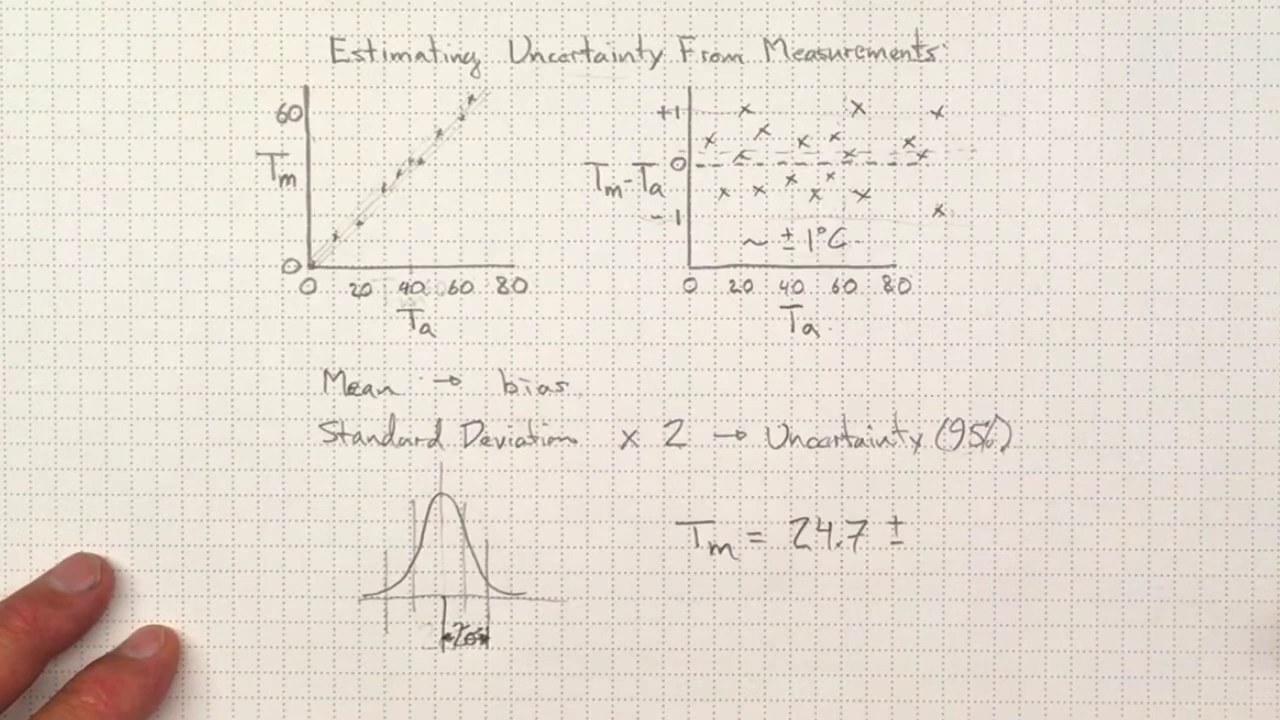 Estimating Uncertainty From Measurements
60
Tm
0
0 20 40 60 80
Ta
+1
Tm-Ta 0
-1
~ ± 1°C
0 20 40 60 80
Ta
Mean → bias
Standard Deviation x 2 → Uncertainty (95%)
Tm = 24.7 ±
2σ